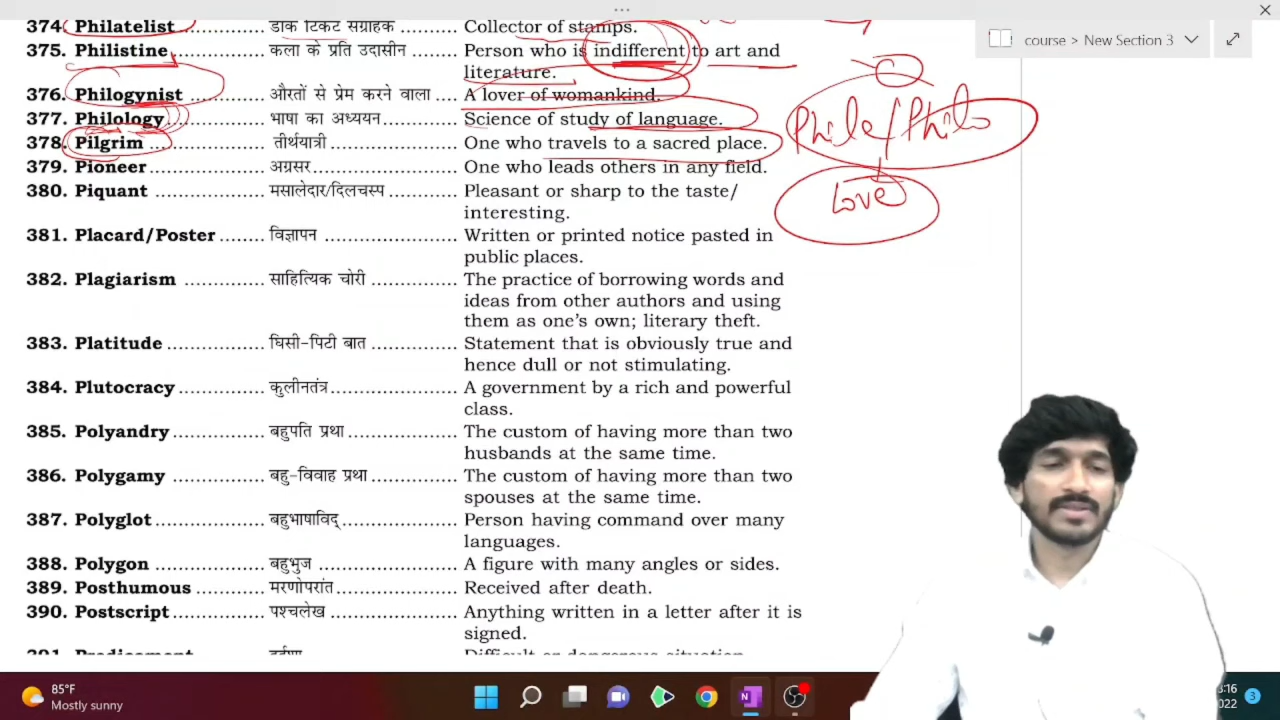 course > New Section 3
374. Philatelist ............ डाक टिकट संग्राहक ........... Collector of stamps.
375. Philistine ............ कला के प्रति उदासीन ........... Person who is indifferent to art and
literature.
376. Philogynist ........... औरतों से प्रेम करने वाला .... A lover of womankind.
377. Philology ............. भाषा का अध्ययन............... Science of study of language.
378. Pilgrim ................ तीर्थयात्री ....................... One who travels to a sacred place.
379. Pioneer ................ अग्रसर......................... One who leads others in any field.
380. Piquant ................ मसालेदार/दिलचस्प ............ Pleasant or sharp to the taste/
interesting.
381. Placard/Poster ........ विज्ञापन ....................... Written or printed notice pasted in
public places.
382. Plagiarism .............. साहित्यिक चोरी ............... The practice of borrowing words and
ideas from other authors and using
them as one's own; literary theft.
383. Platitude ................ घिसी-पिटी बात ............... Statement that is obviously true and
hence dull or not stimulating.
384. Plutocracy ............... कुलीनतंत्र...................... A government by a rich and powerful
class.
385. Polyandry ............... बहुपति प्रथा ................... The custom of having more than two
husbands at the same time.
386. Polygamy ............... बहु-विवाह प्रथा ............... The custom of having more than two
spouses at the same time.
387. Polyglot ................. बहुभाषाविद् .................... Person having command over many
languages.
388. Polygon .................. बहुभुज ......................... A figure with many angles or sides.
389. Posthumous ............ मरणोपरांत ..................... Received after death.
390. Postscript ............... पश्चलेख ...................... Anything written in a letter after it is
signed.
391. Predicament दुर्दशा Difficult or dangerous situation
Phile/Philo
Love
85°F
Mostly sunny
3